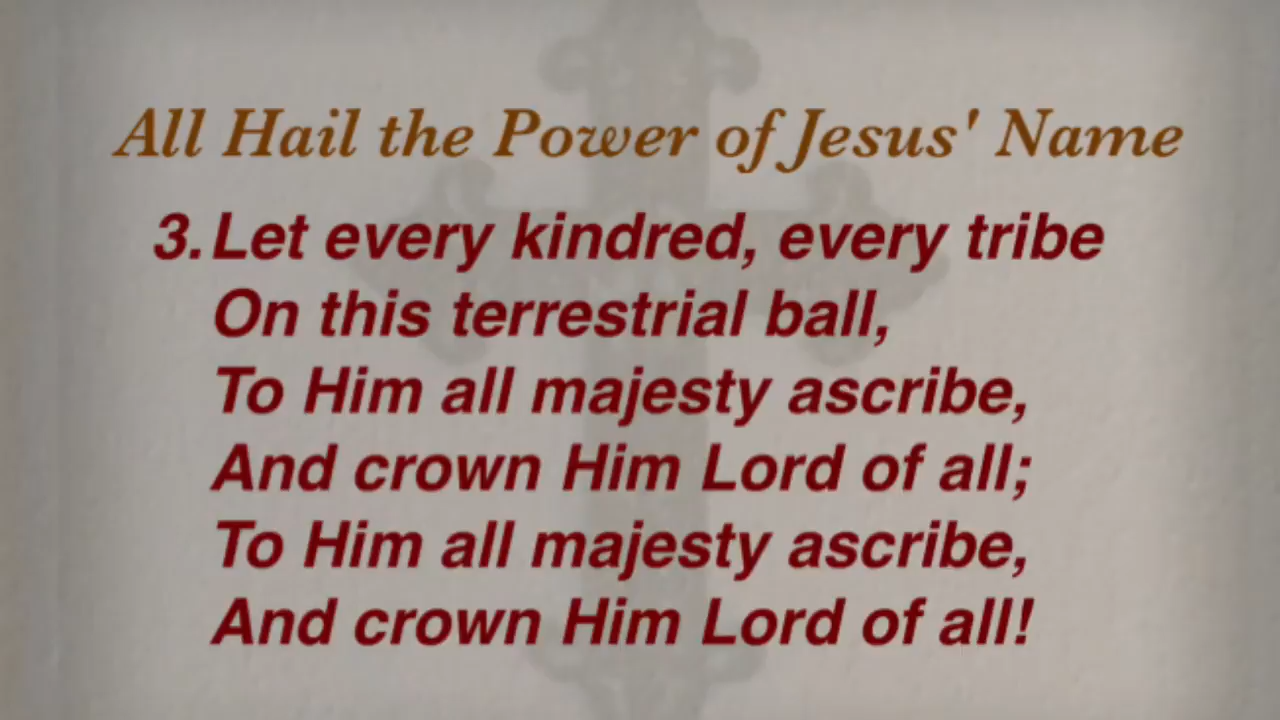 All Hail the Power of Jesus' Name
3. Let every kindred, every tribe
On this terrestrial ball,
To Him all majesty ascribe,
And crown Him Lord of all;
To Him all majesty ascribe,
And crown Him Lord of all!